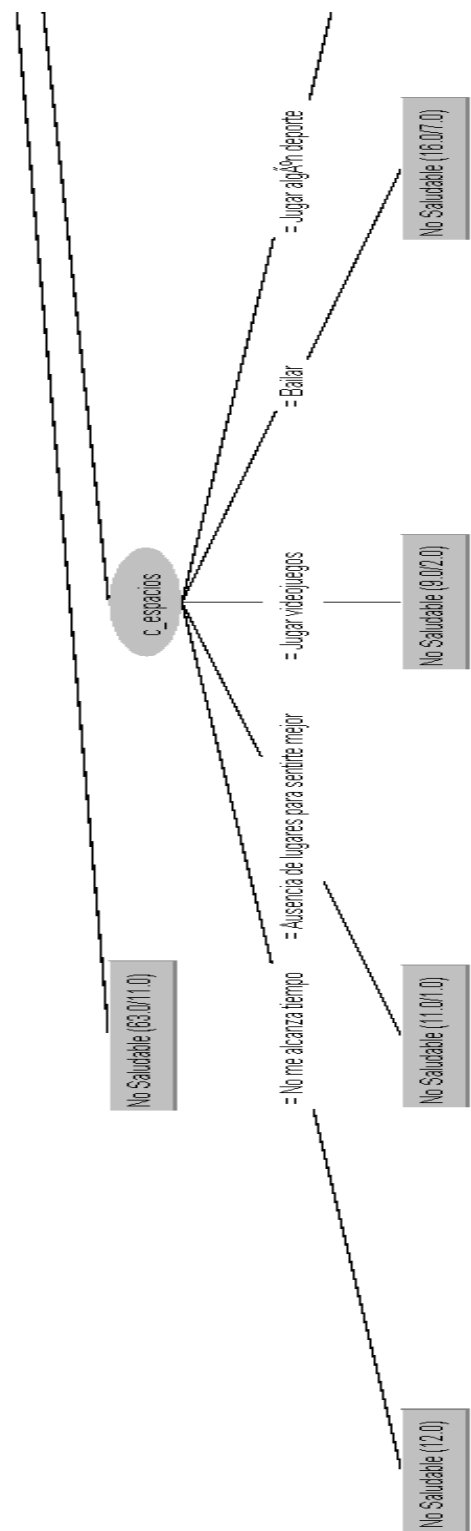 No Saludable (63.0/11.0)
c_espacios
= No me alcanza tiempo
= Ausencia de lugares para sentirte mejor
= Jugar videojuegos
= Bailar
= Jugar algÃºn deporte
No Saludable (12.0)
No Saludable (11.0/1.0)
No Saludable (9.0/2.0)
No Saludable (16.0/7.0)